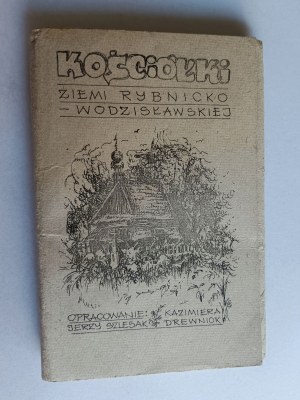 KOŚCIÓŁKI
ZIEMI RYBNICKO
-WODZISŁAWSKIEJ
OPRACOWANIE: KAZIMIERA
JERZY SZLESAK DREWNIOK